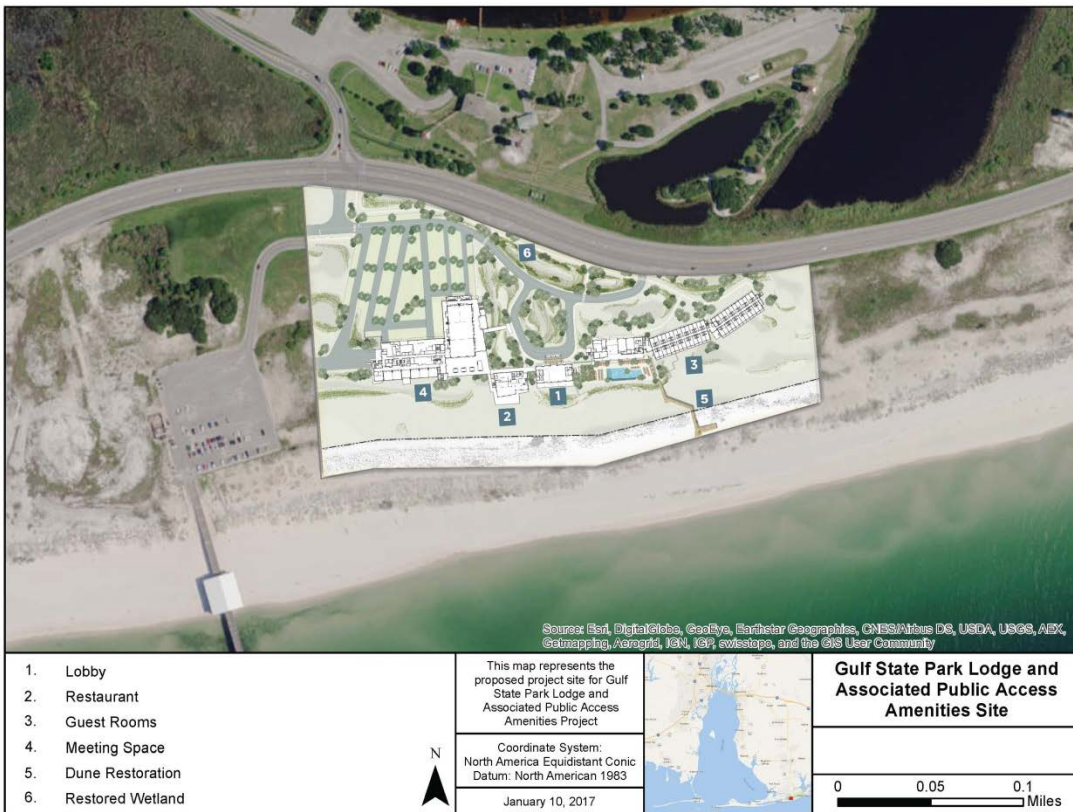 6
3
4
1
5
2
Source: Esri, DigitalGlobe, GeoEye, Earthstar Geographics, CNES/Airbus DS, USDA, USGS, AEX,
Getmapping, Aerogrid, IGN, IGP, swisstopo, and the GIS User Community
1. Lobby
2. Restaurant
3. Guest Rooms
4. Meeting Space
5. Dune Restoration
6. Restored Wetland
N
This map represents the
proposed project site for Gulf
State Park Lodge and
Associated Public Access
Amenities Project
Coordinate System:
North America Equidistant Conic
Datum: North American 1983
January 10, 2017
Gulf State Park Lodge and
Associated Public Access
Amenities Site
0 0.05 0.1
Miles